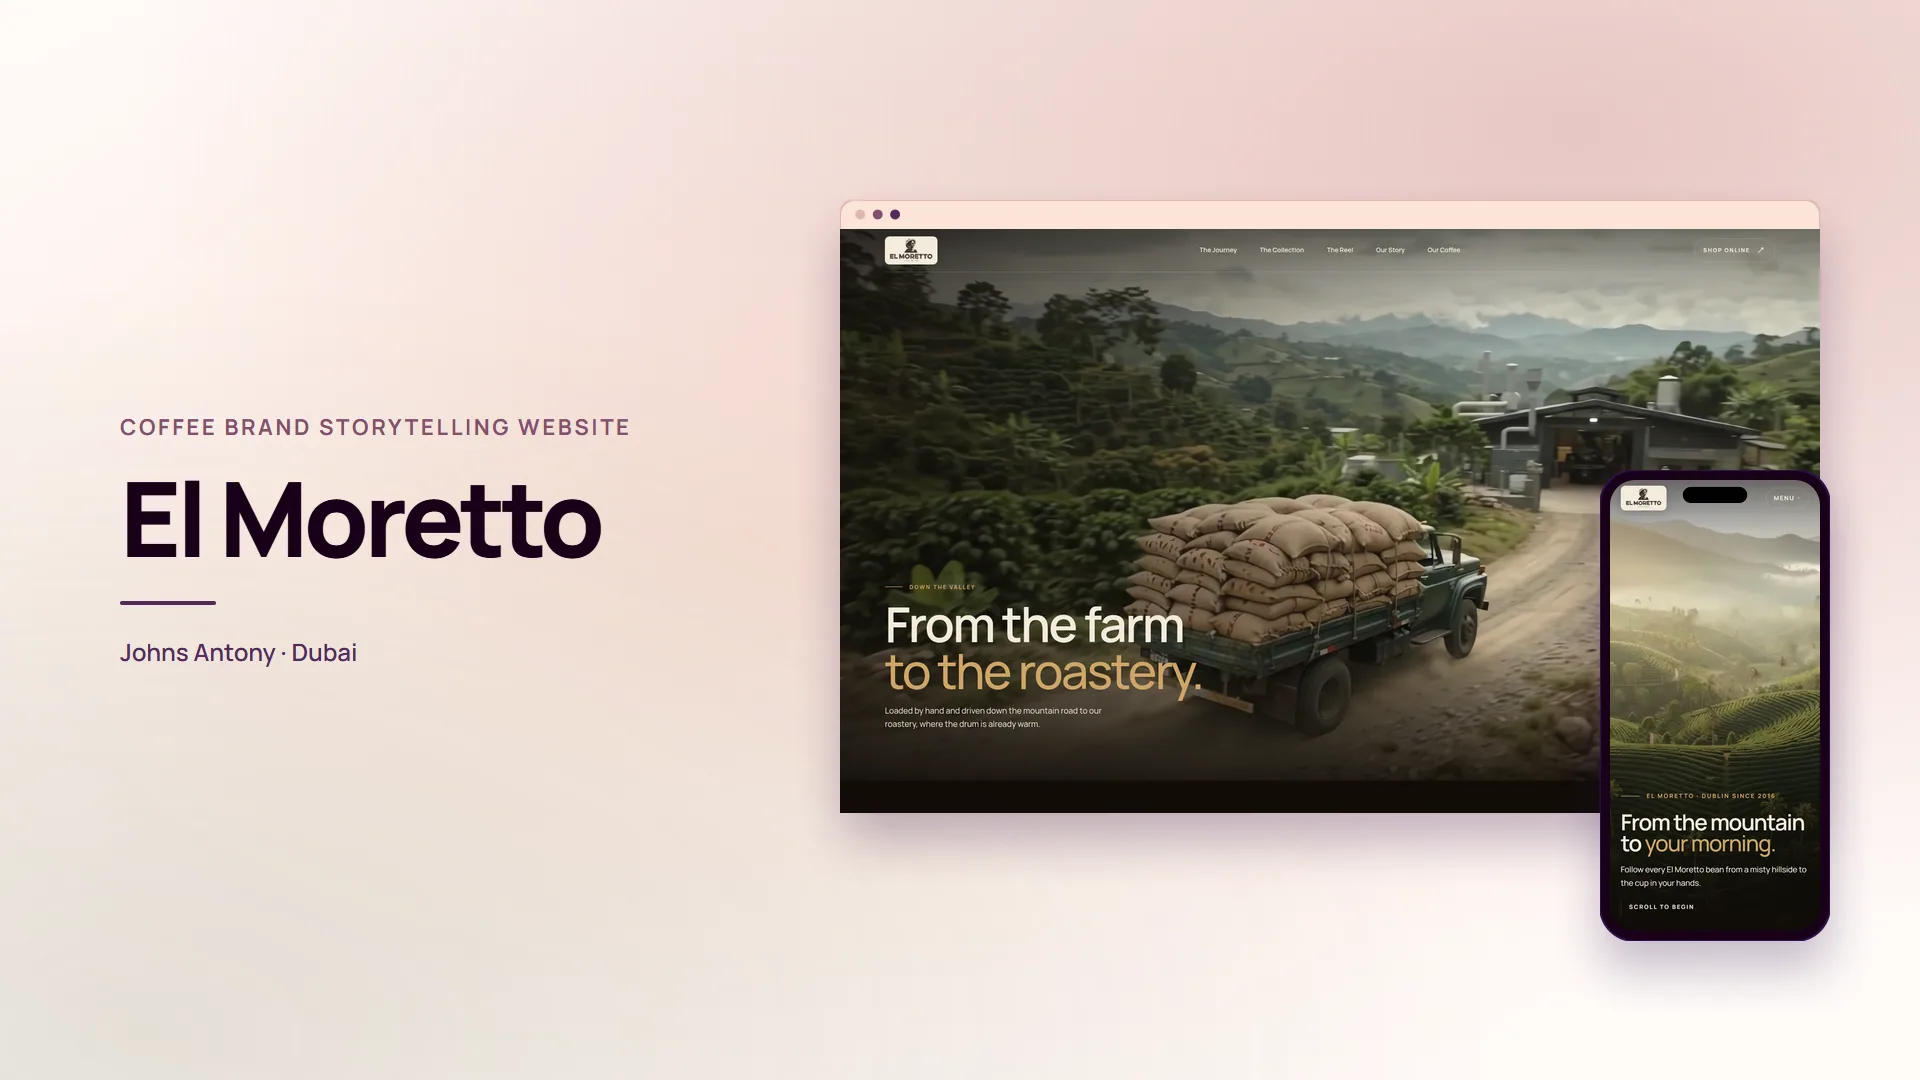 COFFEE BRAND STORYTELLING WEBSITE
El Moretto
Johns Antony · Dubai
EL MORETTO
The Journey
The Collection
The Reel
Our Story
Our Coffee
SHOP ONLINE ↗
DOWN THE VALLEY
From the farm
to the roastery.
Loaded by hand and driven down the mountain road to our
roastery, where the drum is already warm.
EL MORETTO
MENU
EL MORETTO · DUBLIN SINCE 2016
From the mountain
to your morning.
Follow every El Moretto bean from a misty hillside to
the cup in your hands.
SCROLL TO BEGIN